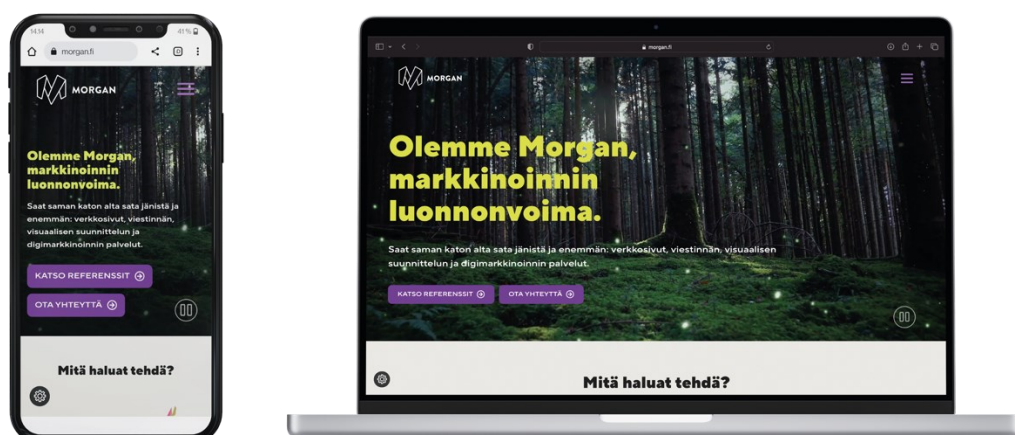 14:14
41 %
morgan.fi
MORGAN
Olemme Morgan,
markkinoinnin
luonnonvoima.
Saat saman katon alta sata jänistä ja
enemmän: verkkosivut, viestinnän,
visuaalisen suunnittelun ja
digimarkkinoinnin palvelut.
KATSO REFERENSSIT
OTA YHTEYTTÄ
Mitä haluat tehdä?
morgan.fi
MORGAN
Olemme Morgan,
markkinoinnin
luonnonvoima.
Saat saman katon alta sata jänistä ja enemmän: verkkosivut, viestinnän, visuaalisen
suunnittelun ja digimarkkinoinnin palvelut.
KATSO REFERENSSIT
OTA YHTEYTTÄ
Mitä haluat tehdä?